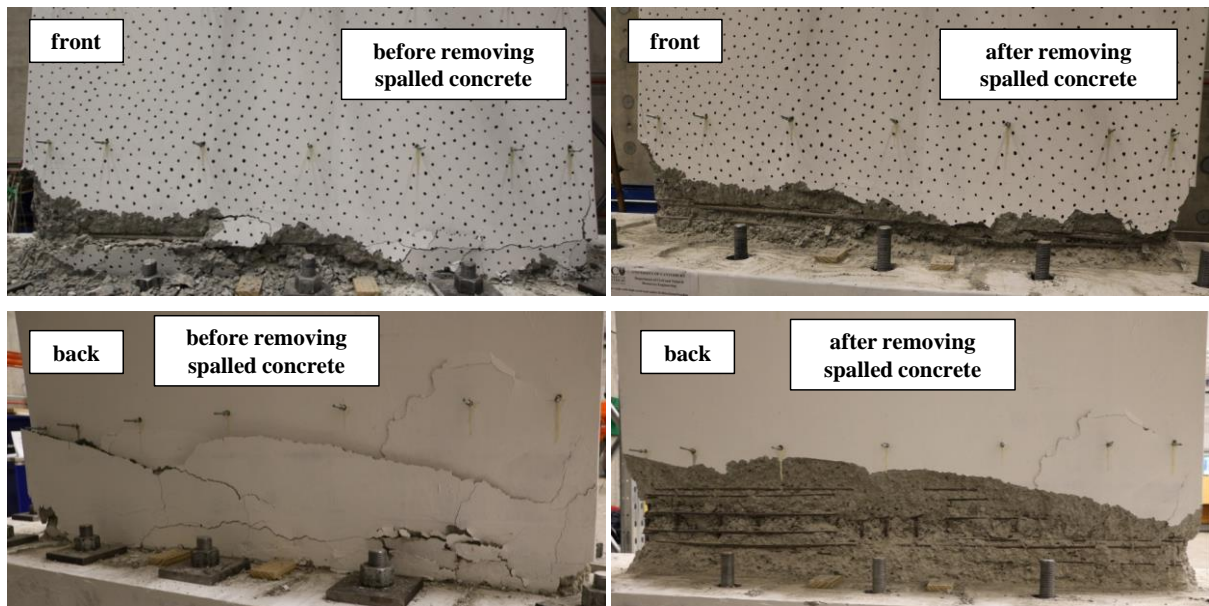 front
before removing
spalled concrete
front
after removing
spalled concrete
back
before removing
spalled concrete
back
after removing
spalled concrete